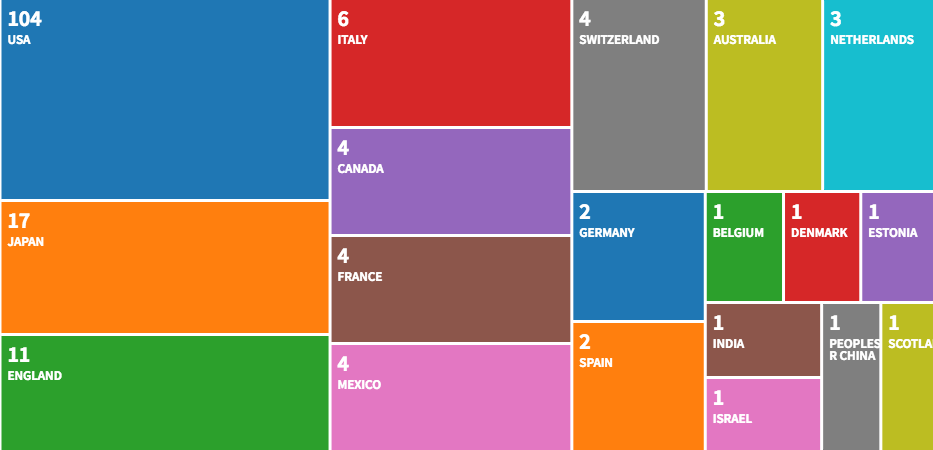 104
USA
17
JAPAN
11
ENGLAND
6
ITALY
4
CANADA
4
FRANCE
4
MEXICO
4
SWITZERLAND
3
AUSTRALIA
3
NETHERLANDS
2
GERMANY
2
SPAIN
1
BELGIUM
1
DENMARK
1
ESTONIA
1
INDIA
1
ISRAEL
1
PEOPLES
R CHINA
1
SCOTLA